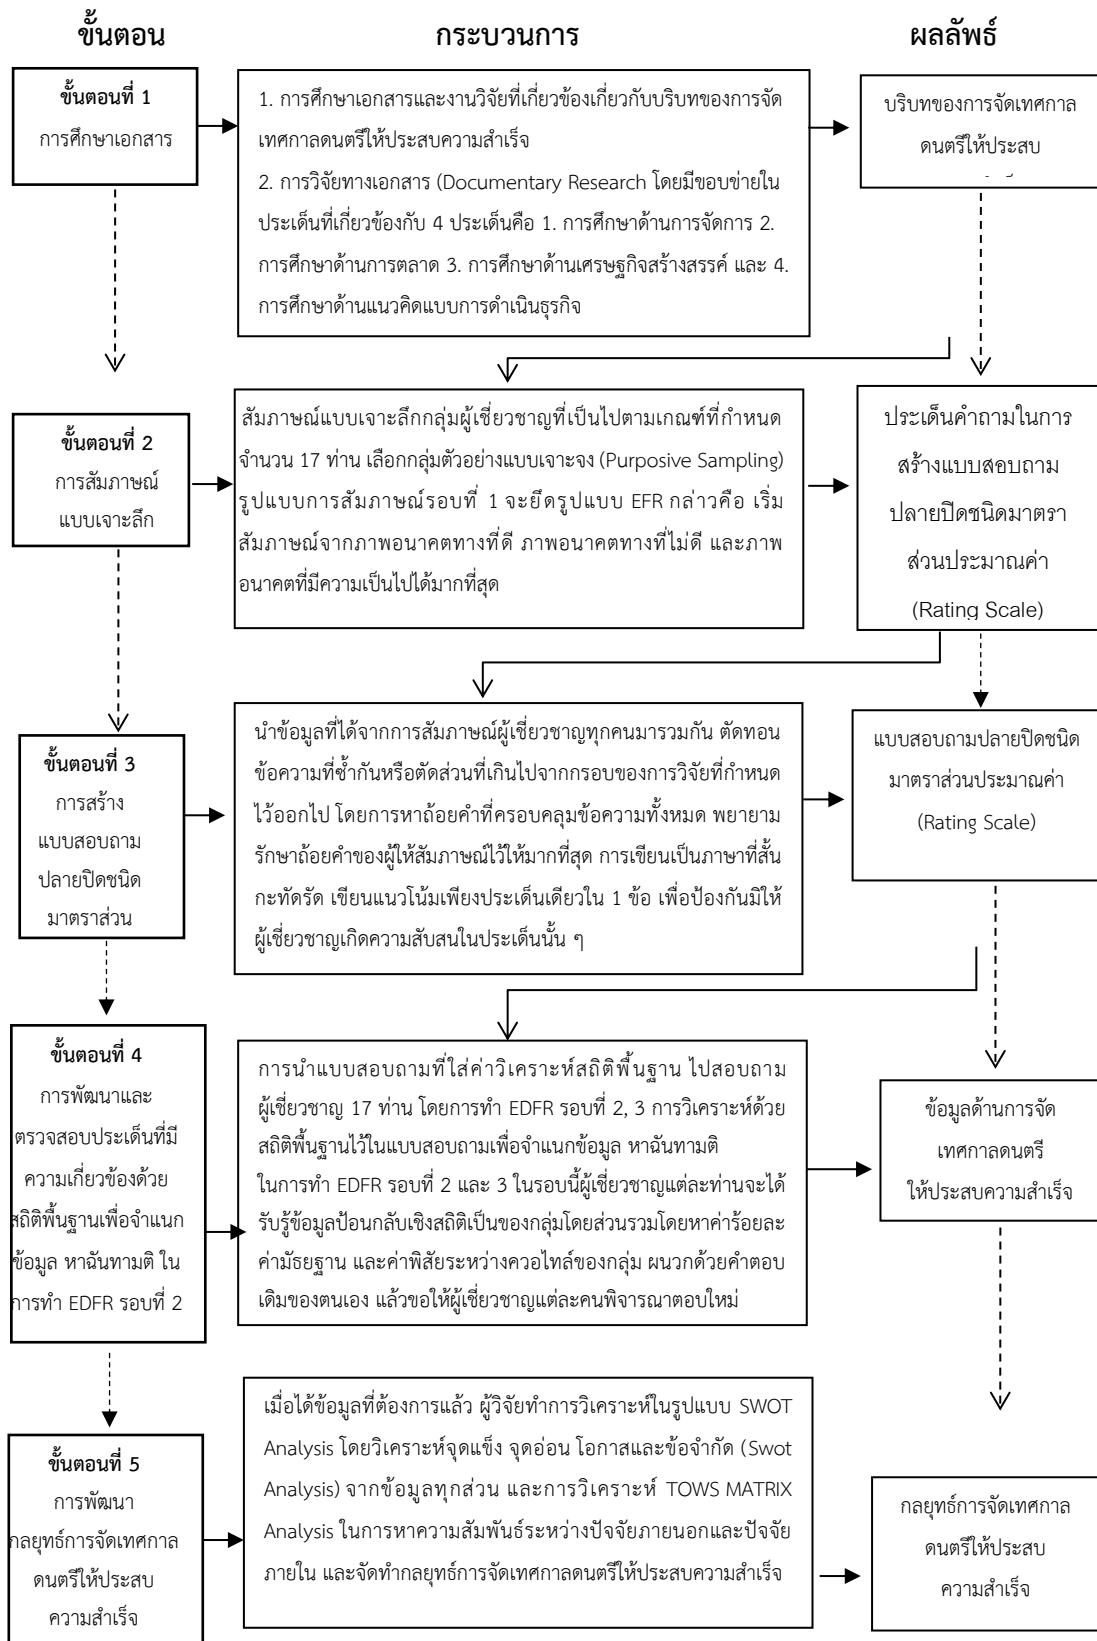 ขั้นตอน
กระบวนการ
ผลลัพธ์
ขั้นตอนที่ 1
การศึกษาเอกสาร
1. การศึกษาเอกสารและงานวิจัยที่เกี่ยวข้องเกี่ยวกับบริบทของการจัด
เทศกาลดนตรีให้ประสบความสำเร็จ
2. การวิจัยทางเอกสาร (Documentary Research โดยมีขอบข่ายใน
ประเด็นที่เกี่ยวข้องกับ 4 ประเด็นคือ 1. การศึกษาด้านการจัดการ 2.
การศึกษาด้านการตลาด 3. การศึกษาด้านเศรษฐกิจสร้างสรรค์ และ 4.
การศึกษาด้านแนวคิดแบบการดำเนินธุรกิจ
บริบทของการจัดเทศกาล
ดนตรีให้ประสบ
ขั้นตอนที่ 2
การสัมภาษณ์
แบบเจาะลึก
สัมภาษณ์แบบเจาะลึกกลุ่มผู้เชี่ยวชาญที่เป็นไปตามเกณฑ์ที่กำหนด
จำนวน 17 ท่าน เลือกกลุ่มตัวอย่างแบบเจาะจง (Purposive Sampling)
รูปแบบการสัมภาษณ์รอบที่ 1 จะยึดรูปแบบ EFR กล่าวคือ เริ่ม
สัมภาษณ์จากภาพอนาคตทางที่ดี ภาพอนาคตทางที่ไม่ดี และภาพ
อนาคตที่มีความเป็นไปได้มากที่สุด
ประเด็นคำถามในการ
สร้างแบบสอบถาม
ปลายปิดชนิดมาตรา
ส่วนประมาณค่า
(Rating Scale)
ขั้นตอนที่ 3
การสร้าง
แบบสอบถาม
ปลายปิดชนิด
มาตราส่วน
นำข้อมูลที่ได้จากการสัมภาษณ์ผู้เชี่ยวชาญทุกคนมารวมกัน ตัดทอน
ข้อความที่ซ้ำกันหรือตัดส่วนที่เกินไปจากกรอบของการวิจัยที่กำหนด
ไว้ออกไป โดยการหาถ้อยคำที่ครอบคลุมข้อความทั้งหมด พยายาม
รักษาถ้อยคำของผู้ให้สัมภาษณ์ไว้ให้มากที่สุด การเขียนเป็นภาษาที่สั้น
กะทัดรัด เขียนแนวโน้มเพียงประเด็นเดียวใน 1 ข้อ เพื่อป้องกันมิให้
ผู้เชี่ยวชาญเกิดความสับสนในประเด็นนั้น ๆ
แบบสอบถามปลายปิดชนิด
มาตราส่วนประมาณค่า
(Rating Scale)
ขั้นตอนที่ 4
การพัฒนาและ
ตรวจสอบประเด็นที่มี
ความเกี่ยวข้องด้วย
สถิติพื้นฐานเพื่อจำแนก
ข้อมูล หาฉันทามติ ใน
การทำ EDFR รอบที่ 2
การนำแบบสอบถามที่ใส่ค่าวิเคราะห์สถิติพื้นฐาน ไปสอบถาม
ผู้เชี่ยวชาญ 17 ท่าน โดยการทำ EDFR รอบที่ 2, 3 การวิเคราะห์ด้วย
สถิติพื้นฐานไว้ในแบบสอบถามเพื่อจำแนกข้อมูล หาฉันทามติ
ในการทำ EDFR รอบที่ 2 และ 3 ในรอบนี้ผู้เชี่ยวชาญแต่ละท่านจะได้
รับรู้ข้อมูลป้อนกลับเชิงสถิติเป็นของกลุ่มโดยส่วนรวมโดยหาค่าร้อยละ
ค่ามัธยฐาน และค่าพิสัยระหว่างควอไทล์ของกลุ่ม ผนวกด้วยคำตอบ
เดิมของตนเอง แล้วขอให้ผู้เชี่ยวชาญแต่ละคนพิจารณาตอบใหม่
ข้อมูลด้านการจัด
เทศกาลดนตรี
ให้ประสบความสำเร็จ
ขั้นตอนที่ 5
การพัฒนา
กลยุทธ์การจัดเทศกาล
ดนตรีให้ประสบ
ความสำเร็จ
เมื่อได้ข้อมูลที่ต้องการแล้ว ผู้วิจัยทำการวิเคราะห์ในรูปแบบ SWOT
Analysis โดยวิเคราะห์จุดแข็ง จุดอ่อน โอกาสและข้อจำกัด (Swot
Analysis) จากข้อมูลทุกส่วน และการวิเคราะห์ TOWS MATRIX
Analysis ในการหาความสัมพันธ์ระหว่างปัจจัยภายนอกและปัจจัย
ภายใน และจัดทำกลยุทธ์การจัดเทศกาลดนตรีให้ประสบความสำเร็จ
กลยุทธ์การจัดเทศกาล
ดนตรีให้ประสบ
ความสำเร็จ